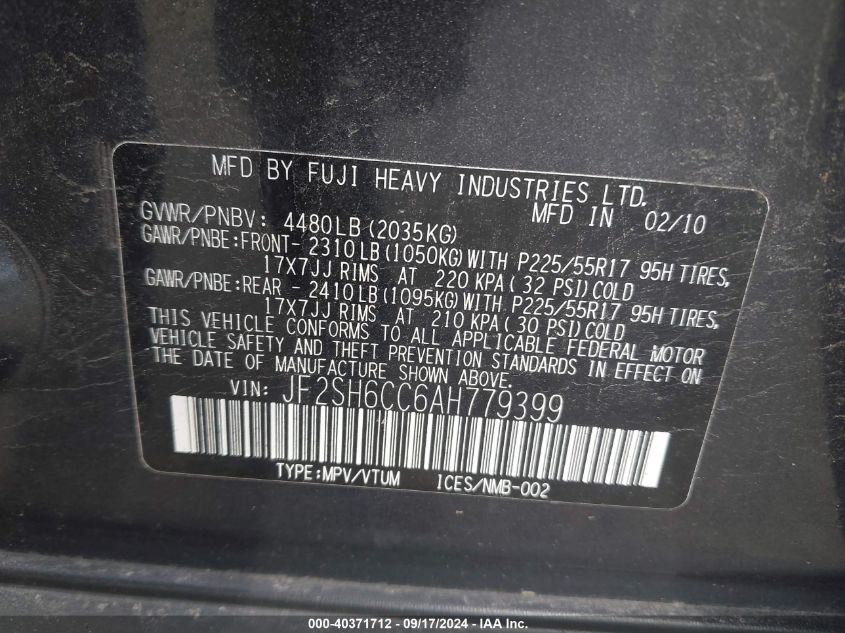 MFD BY FUJI HEAVY INDUSTRIES LTD.
MFD IN 02/10
GVWR/PNBV: 4480LB(2035KG)
GAWR/PNBE:FRONT- 2310LB(1050KG)WITH P225/55R17 95H TIRES,
17X7JJ RIMS AT 220 KPA( 32 PSI)COLD
GAWR/PNBE:REAR - 2410LB(1095KG)WITH P225/55R17 95H TIRES,
17X7JJ RIMS AT 210 KPA( 30 PSI)COLD
THIS VEHICLE CONFORMS TO ALL APPLICABLE FEDERAL MOTOR
VEHICLE SAFETY AND THEFT PREVENTION STANDARDS IN EFFECT ON
THE DATE OF MANUFACTURE SHOWN ABOVE.
VIN: JF2SH6CC6AH779399
TYPE:MPV/VTUM ICES/NMB-002
000-40371712 - 09/17/2024 - IAA Inc.